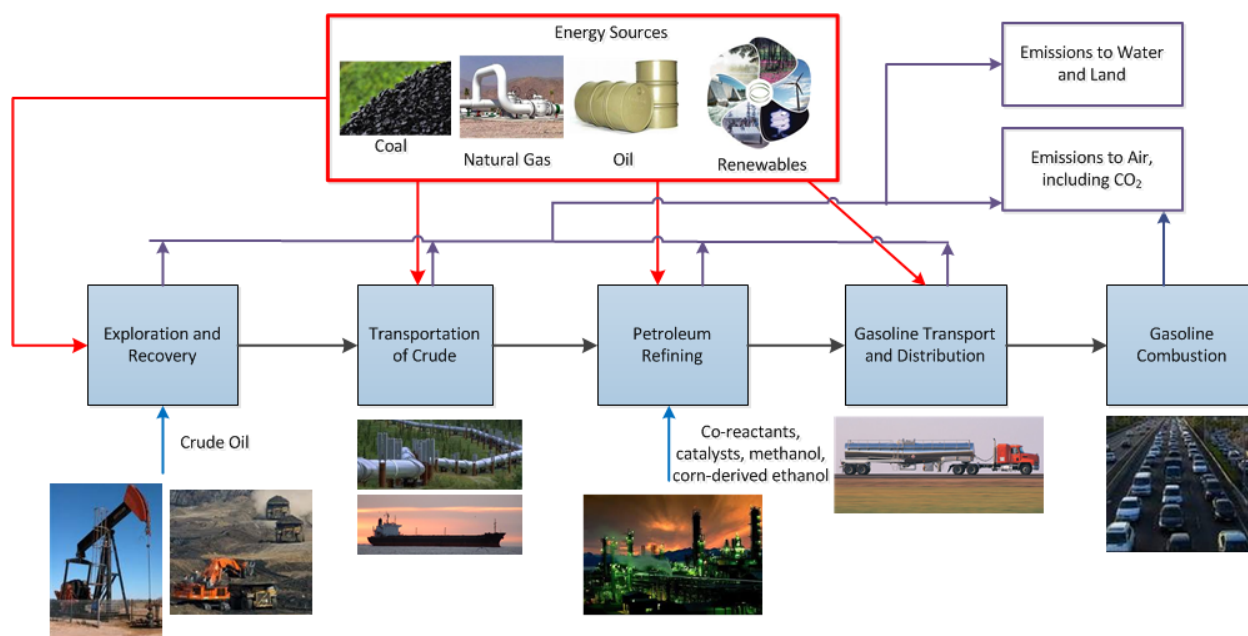 Energy Sources
Coal
Natural Gas
Oil
Renewables
Emissions to Water
and Land
Emissions to Air,
including CO₂
Exploration and
Recovery
Transportation
of Crude
Petroleum
Refining
Gasoline Transport
and Distribution
Gasoline
Combustion
Crude Oil
Co-reactants,
catalysts, methanol,
corn-derived ethanol